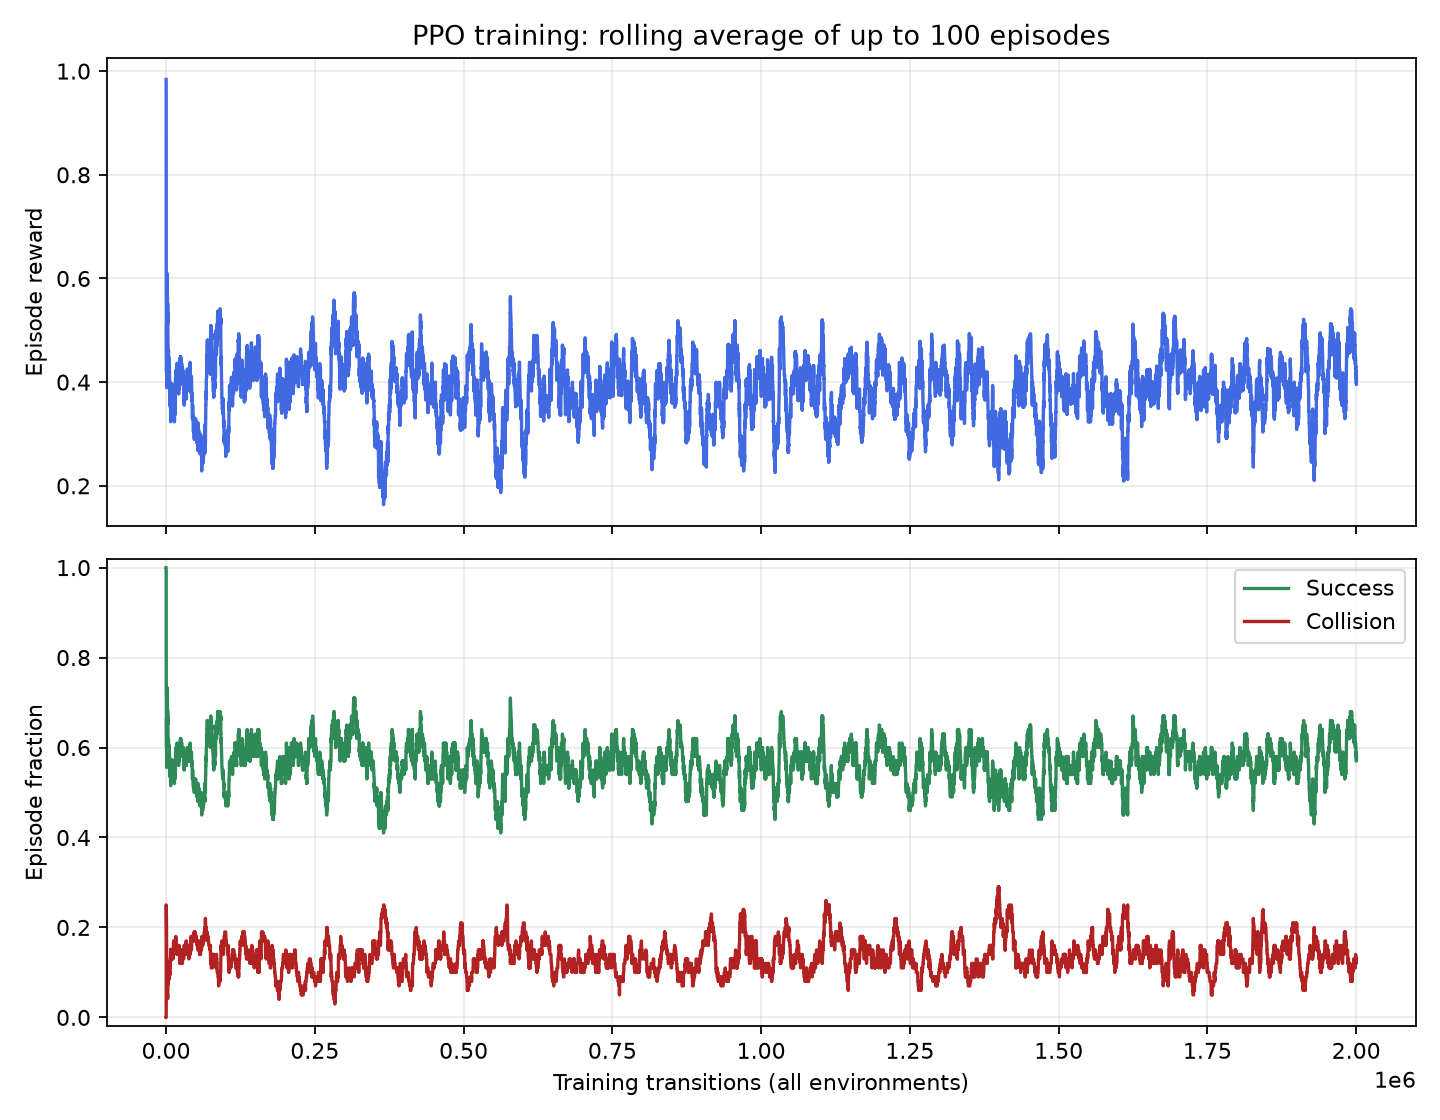 PPO training: rolling average of up to 100 episodes
1.0
0.8
0.6
0.4
0.2
Episode reward
1.0
0.8
0.6
0.4
0.2
0.0
Episode fraction
Success
Collision
0.00 0.25 0.50 0.75 1.00 1.25 1.50 1.75 2.00
1e6
Training transitions (all environments)